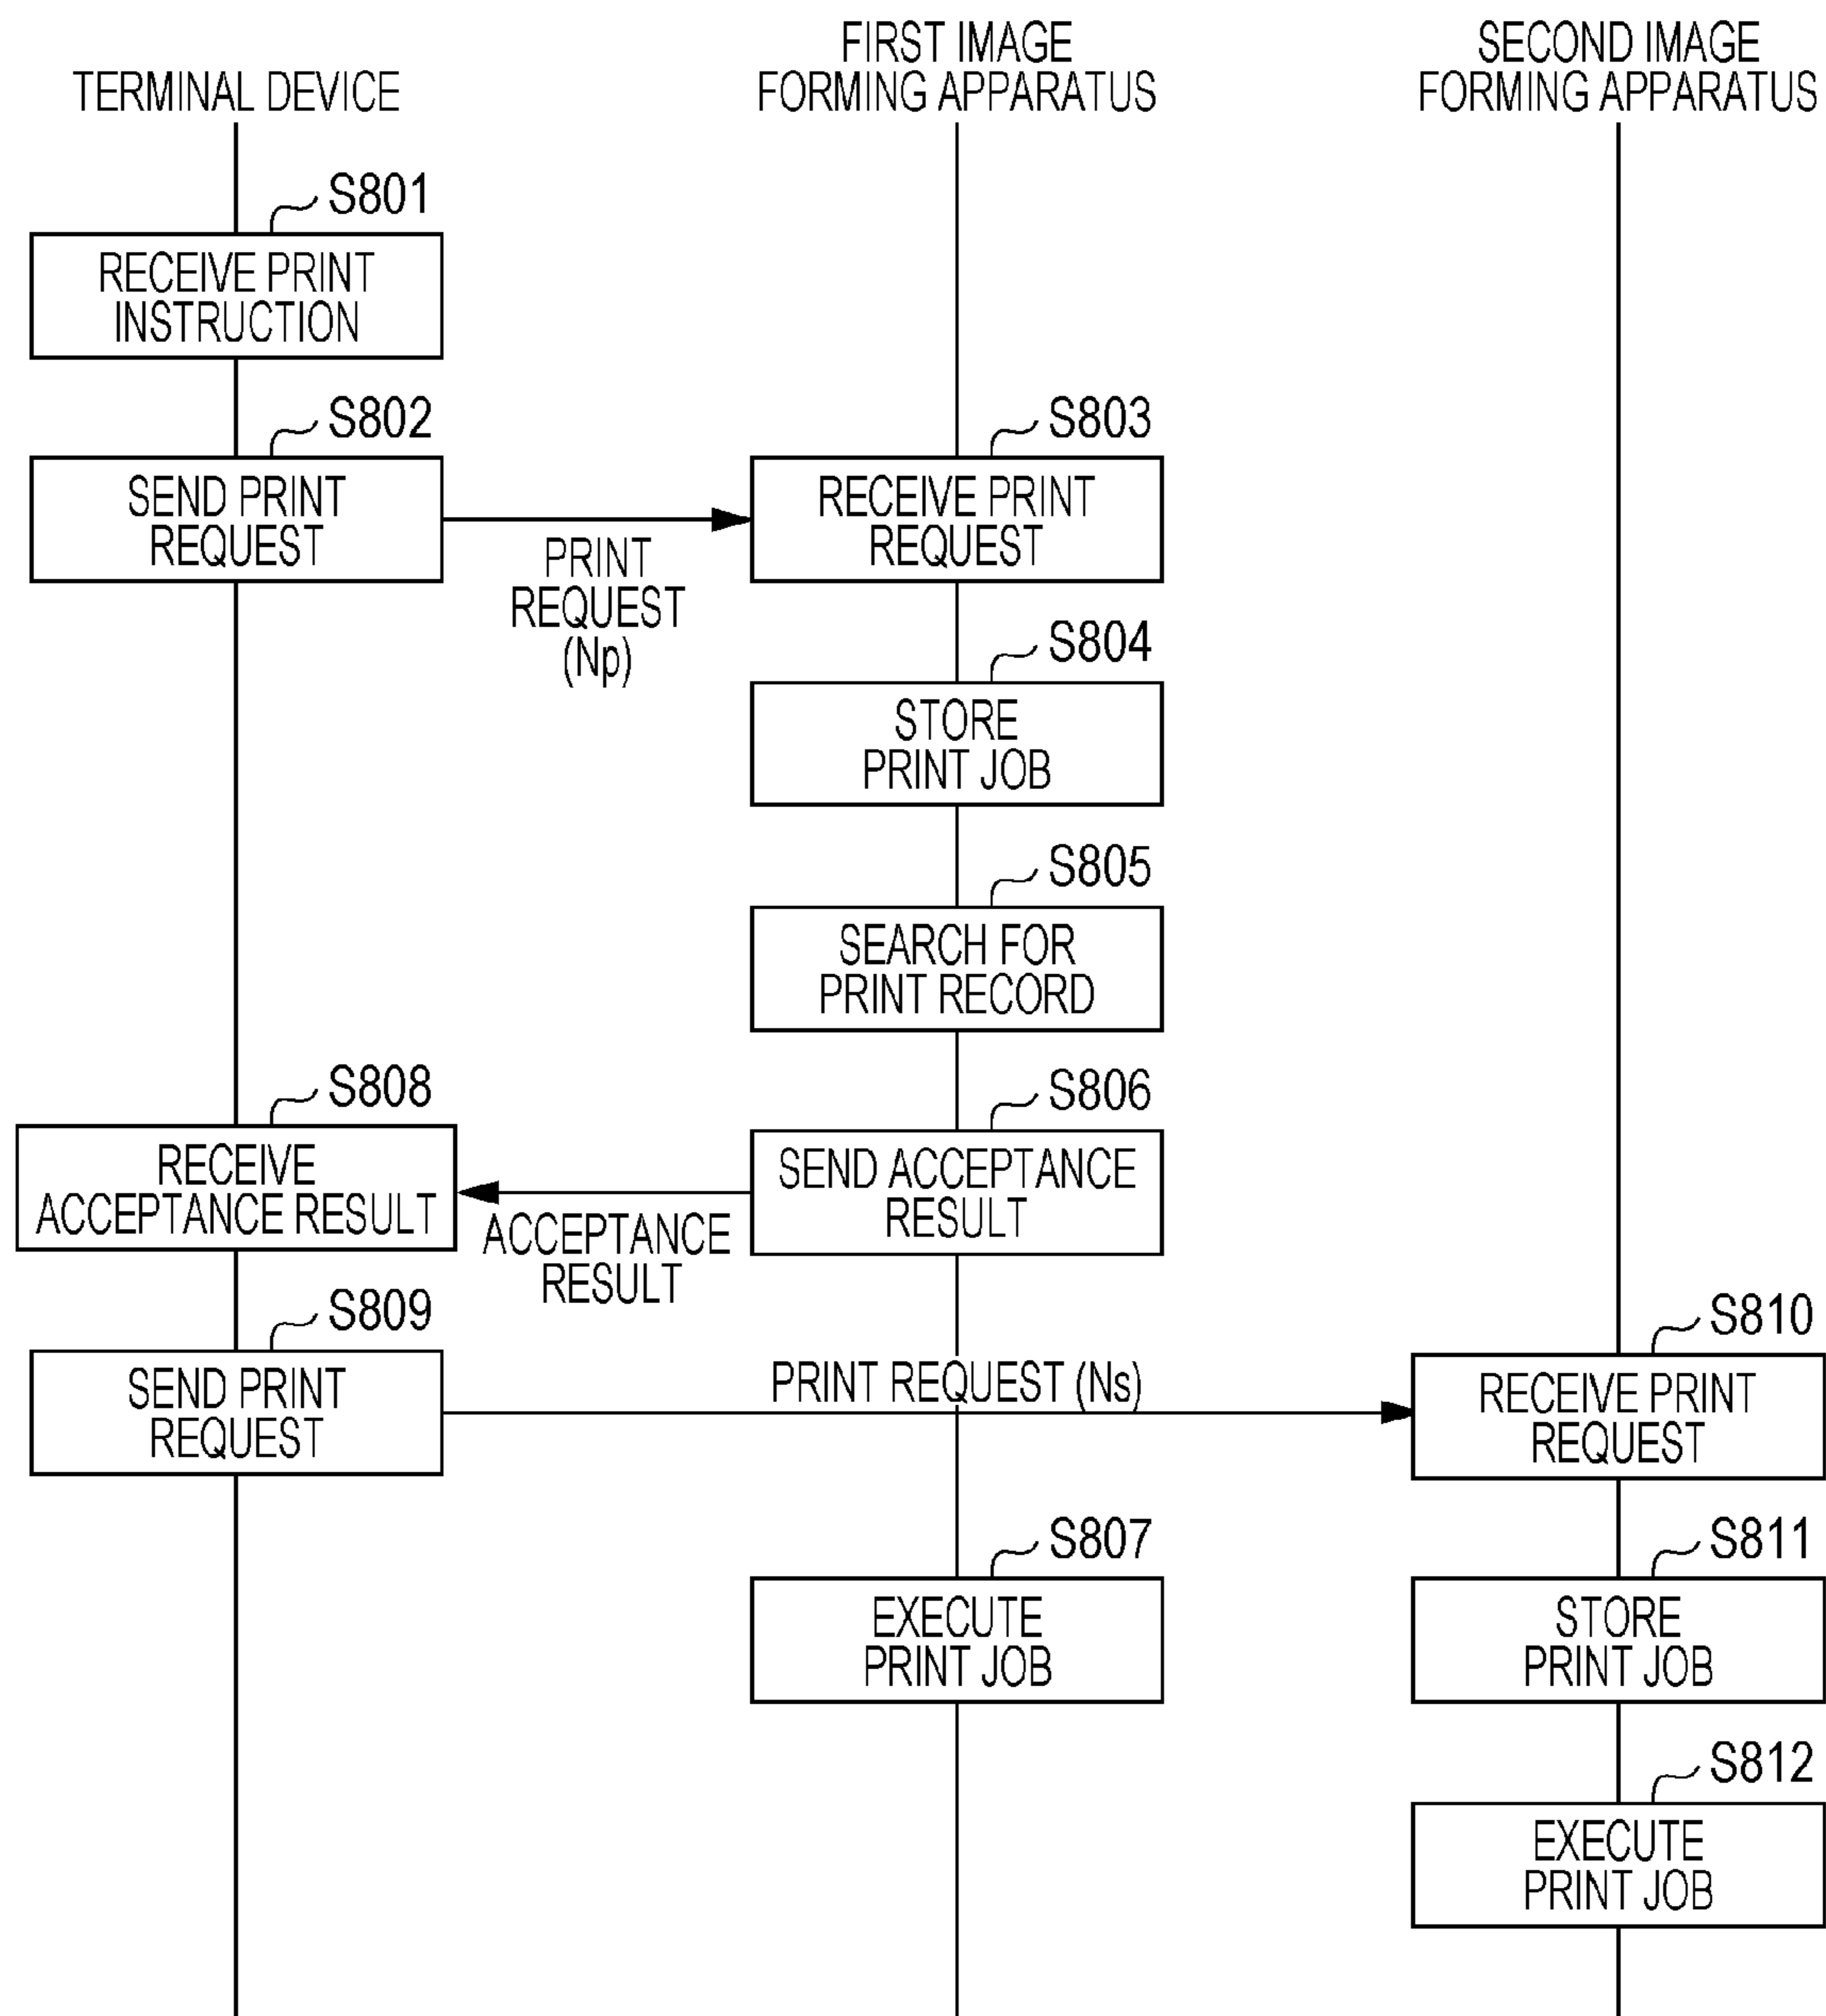 TERMINAL DEVICE
FIRST IMAGE
FORMING APPARATUS
SECOND IMAGE
FORMING APPARATUS
S801
RECEIVE PRINT
INSTRUCTION
S802
SEND PRINT
REQUEST
PRINT
REQUEST
(Np)
S803
RECEIVE PRINT
REQUEST
S804
STORE
PRINT JOB
S805
SEARCH FOR
PRINT RECORD
S806
SEND ACCEPTANCE
RESULT
ACCEPTANCE
RESULT
S808
RECEIVE
ACCEPTANCE RESULT
S809
SEND PRINT
REQUEST
PRINT REQUEST (Ns)
S810
RECEIVE PRINT
REQUEST
S807
EXECUTE
PRINT JOB
S811
STORE
PRINT JOB
S812
EXECUTE
PRINT JOB